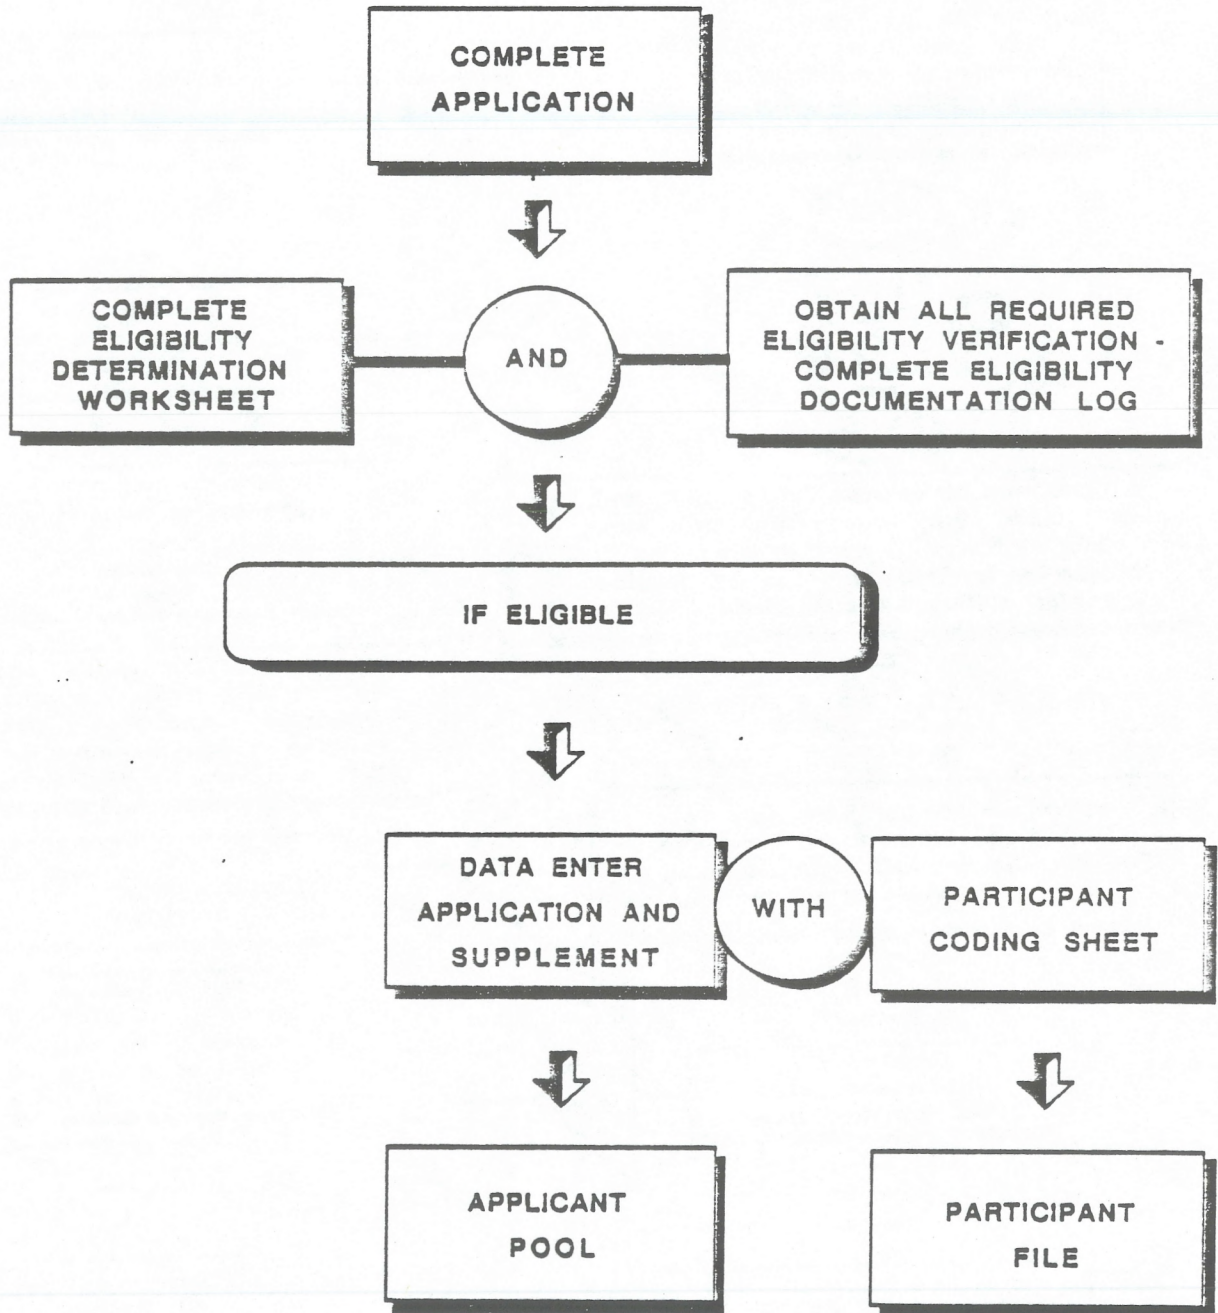 COMPLETE
APPLICATION
COMPLETE
ELIGIBILITY
DETERMINATION
WORKSHEET
AND
OBTAIN ALL REQUIRED
ELIGIBILITY VERIFICATION -
COMPLETE ELIGIBILITY
DOCUMENTATION LOG
IF ELIGIBLE
DATA ENTER
APPLICATION AND
SUPPLEMENT
WITH
PARTICIPANT
CODING SHEET
APPLICANT
POOL
PARTICIPANT
FILE